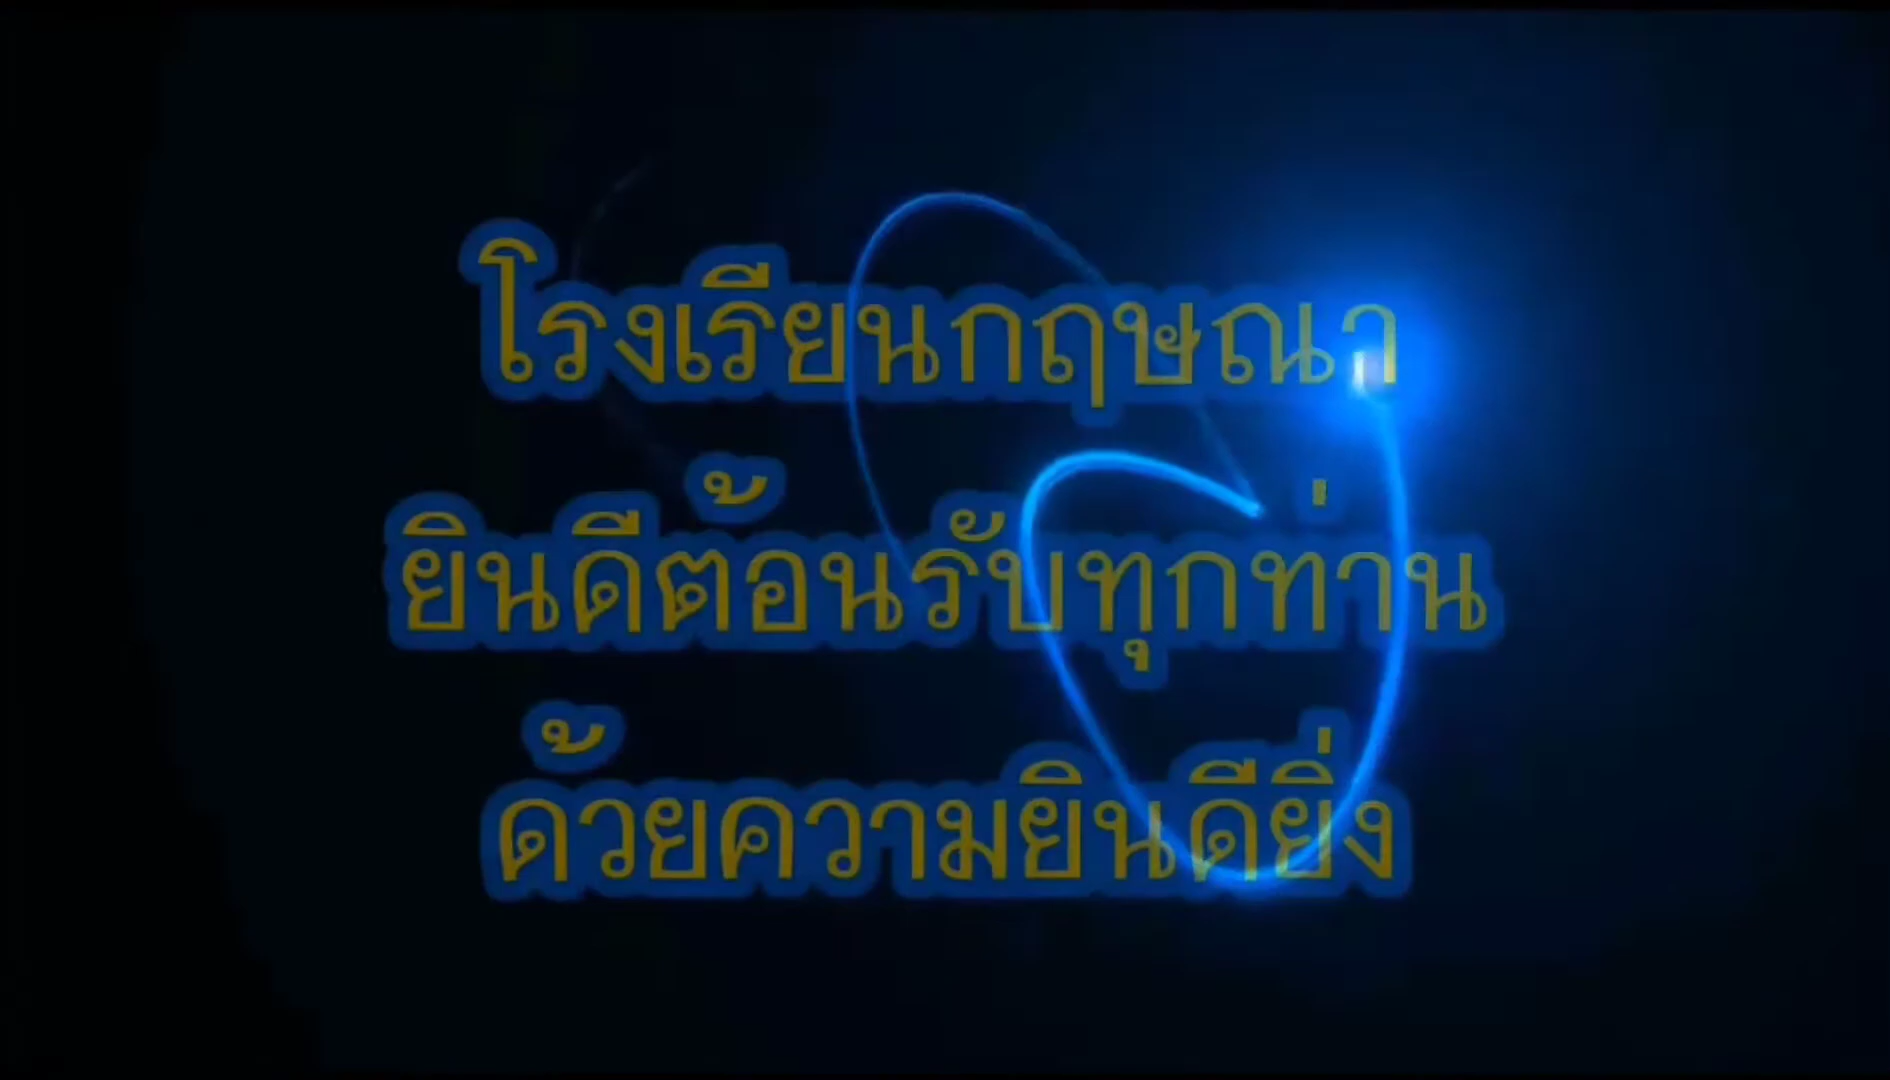 โรงเรียนกฤษณา
ยินดีต้อนรับทุกท่าน
ด้วยความยินดียิ่ง